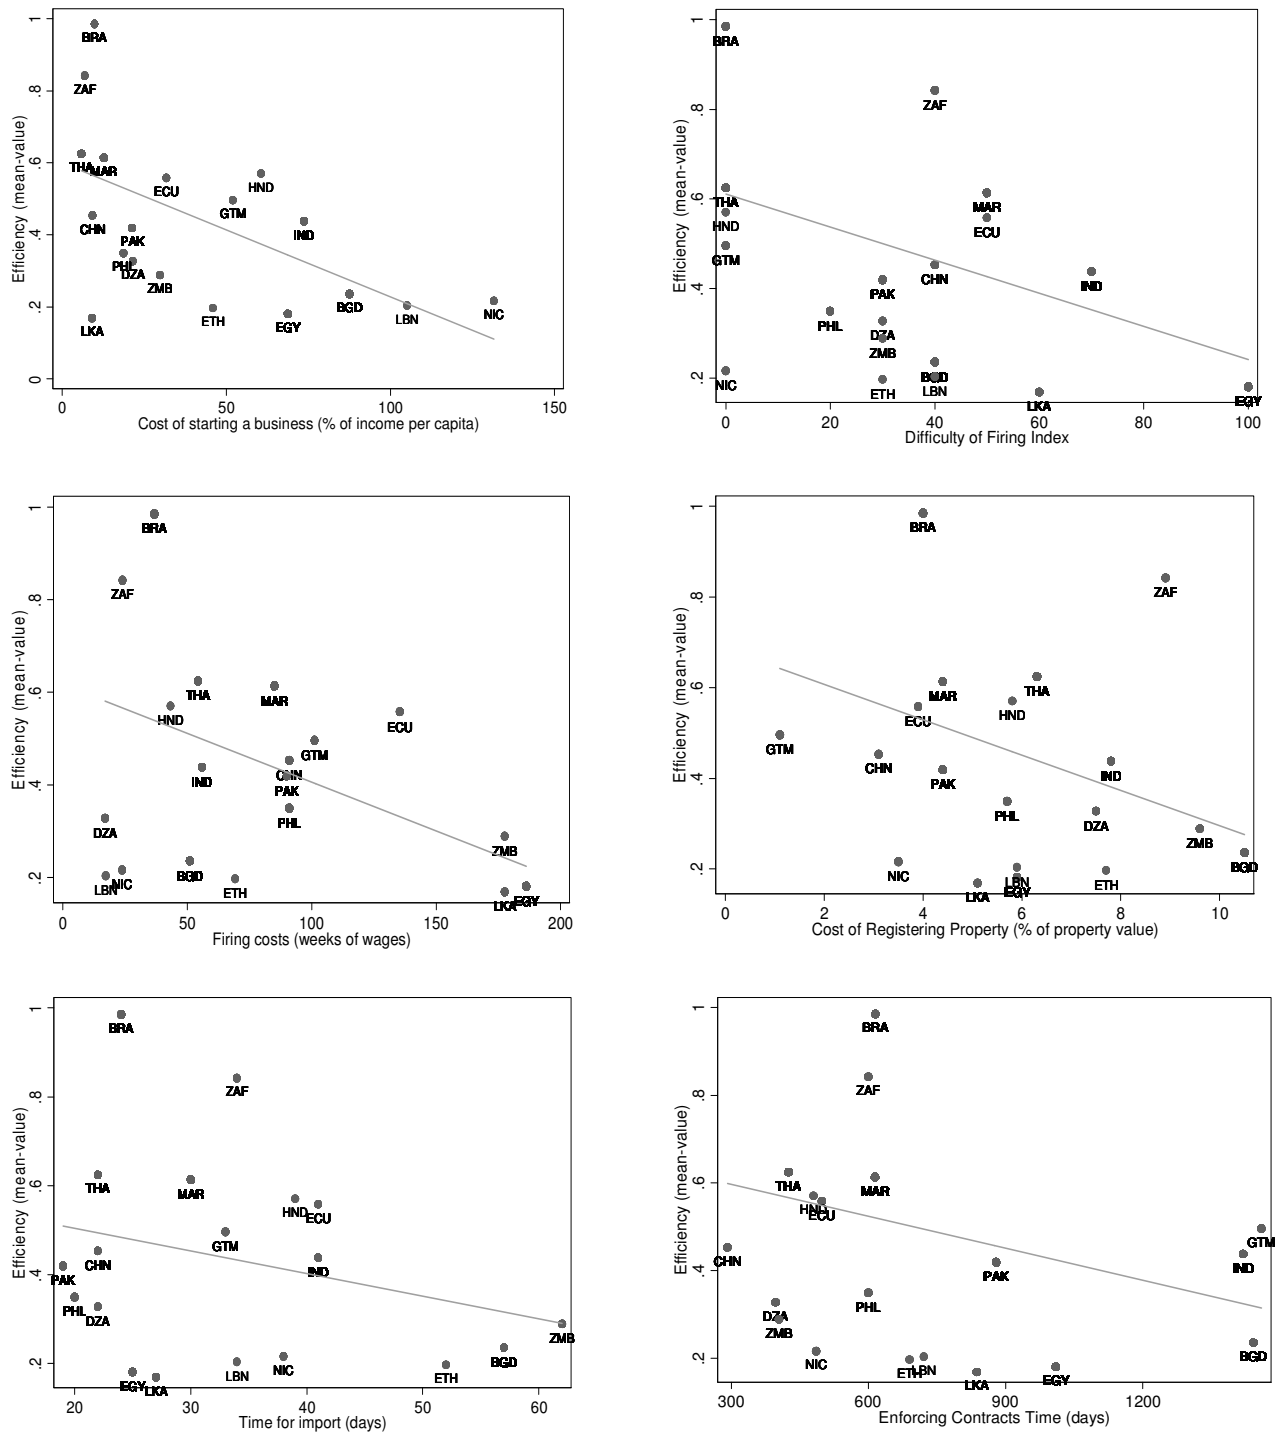 Efficiency (mean-value)
1
.8
.6
.4
.2
0
BRA
ZAF
THA
MAR
ECU
HND
GTM
CHN
IND
PAK
PHL
DZA
ZMB
BGD
LBN
NIC
ETH
EGY
LKA
0 50 100 150
Cost of starting a business (% of income per capita)
Efficiency (mean-value)
1
.8
.6
.4
.2
BRA
ZAF
THA
MAR
HND
ECU
GTM
CHN
IND
PAK
PHL
DZA
ZMB
NIC
BGD
LBN
ETH
LKA
EGY
0 20 40 60 80 100
Difficulty of Firing Index
Efficiency (mean-value)
1
.8
.6
.4
.2
BRA
ZAF
THA
MAR
HND
ECU
GTM
CHN
IND
PAK
PHL
DZA
ZMB
BGD
NIC
LBN
ETH
LKA
EGY
0 50 100 150 200
Firing costs (weeks of wages)
Efficiency (mean-value)
1
.8
.6
.4
.2
BRA
ZAF
THA
MAR
HND
ECU
GTM
CHN
IND
PAK
PHL
DZA
ZMB
BGD
NIC
LBN
EGY
ETH
LKA
0 2 4 6 8 10
Cost of Registering Property (% of property value)
Efficiency (mean-value)
1
.8
.6
.4
.2
BRA
ZAF
THA
MAR
HND
ECU
GTM
CHN
IND
PAK
PHL
DZA
ZMB
BGD
NIC
LBN
ETH
EGY
LKA
20 30 40 50 60
Time for import (days)
Efficiency (mean-value)
1
.8
.6
.4
.2
BRA
ZAF
THA
MAR
HND
ECU
GTM
CHN
IND
PAK
PHL
DZA
ZMB
BGD
NIC
ETH
LBN
LKA
EGY
300 600 900 1200
Enforcing Contracts Time (days)